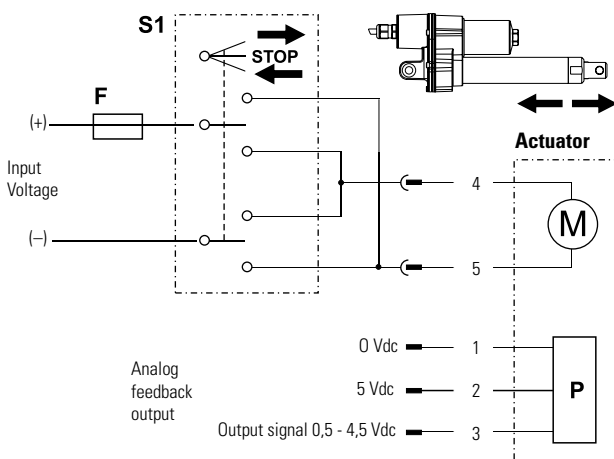 S1
STOP
F
(+)
Input
Voltage
(–)
Actuator
4
M
5
0 Vdc
1
Analog
feedback
output
5 Vdc
2
P
Output signal 0,5 - 4,5 Vdc
3